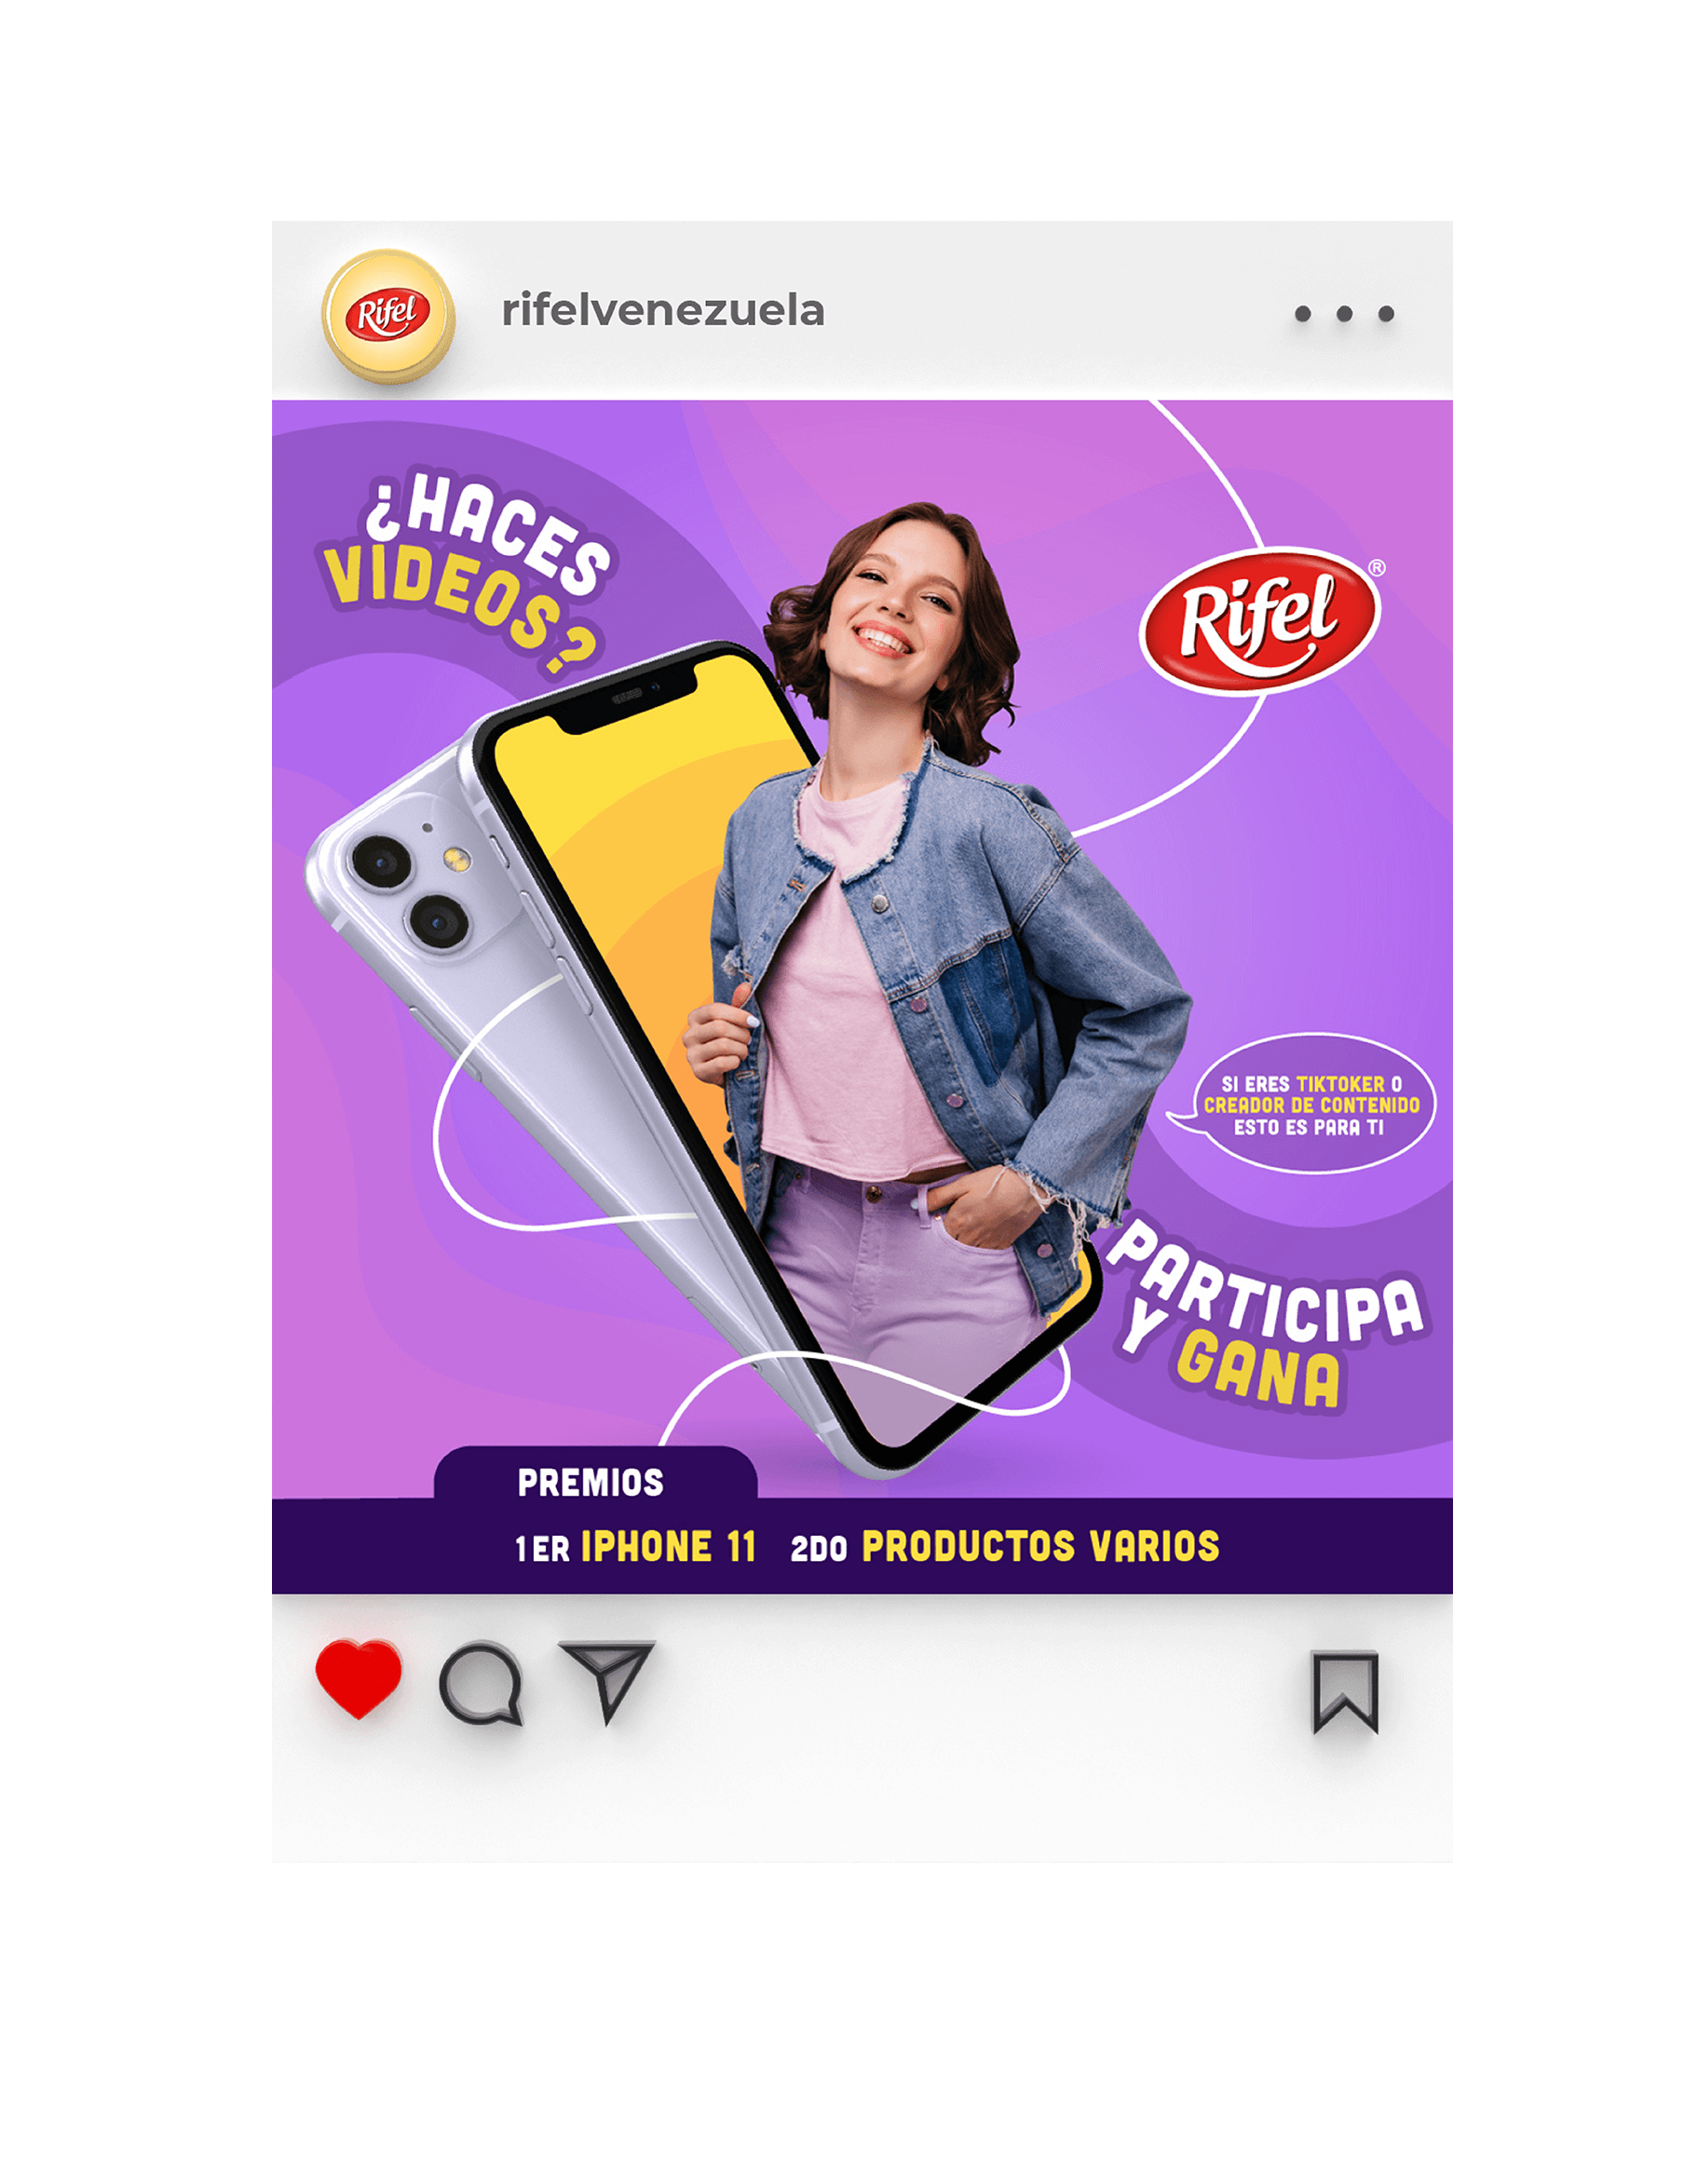 Rifel
rifelvenezuela
¿HACES
VIDEOS?
Rifel®
SI ERES TIKTOKER O
CREADOR DE CONTENIDO
ESTO ES PARA TI
PARTICIPA
Y GANA
PREMIOS
1ER IPHONE 11 2DO PRODUCTOS VARIOS